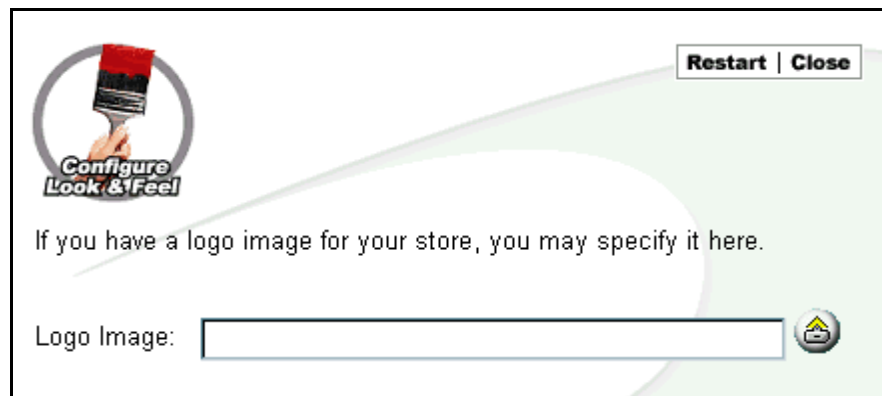 Restart | Close
Configure
Look & Feel
If you have a logo image for your store, you may specify it here.
Logo Image: